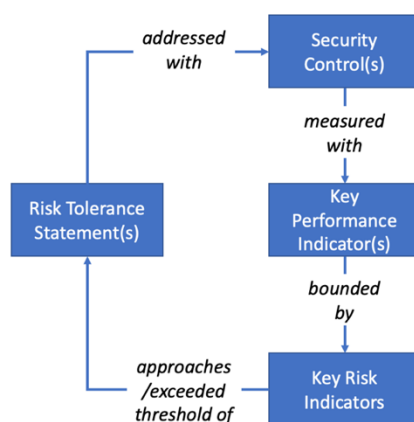 addressed
with
Security
Control(s)
measured
with
Risk Tolerance
Statement(s)
Key
Performance
Indicator(s)
bounded
by
approaches
/exceeded
threshold of
Key Risk
Indicators